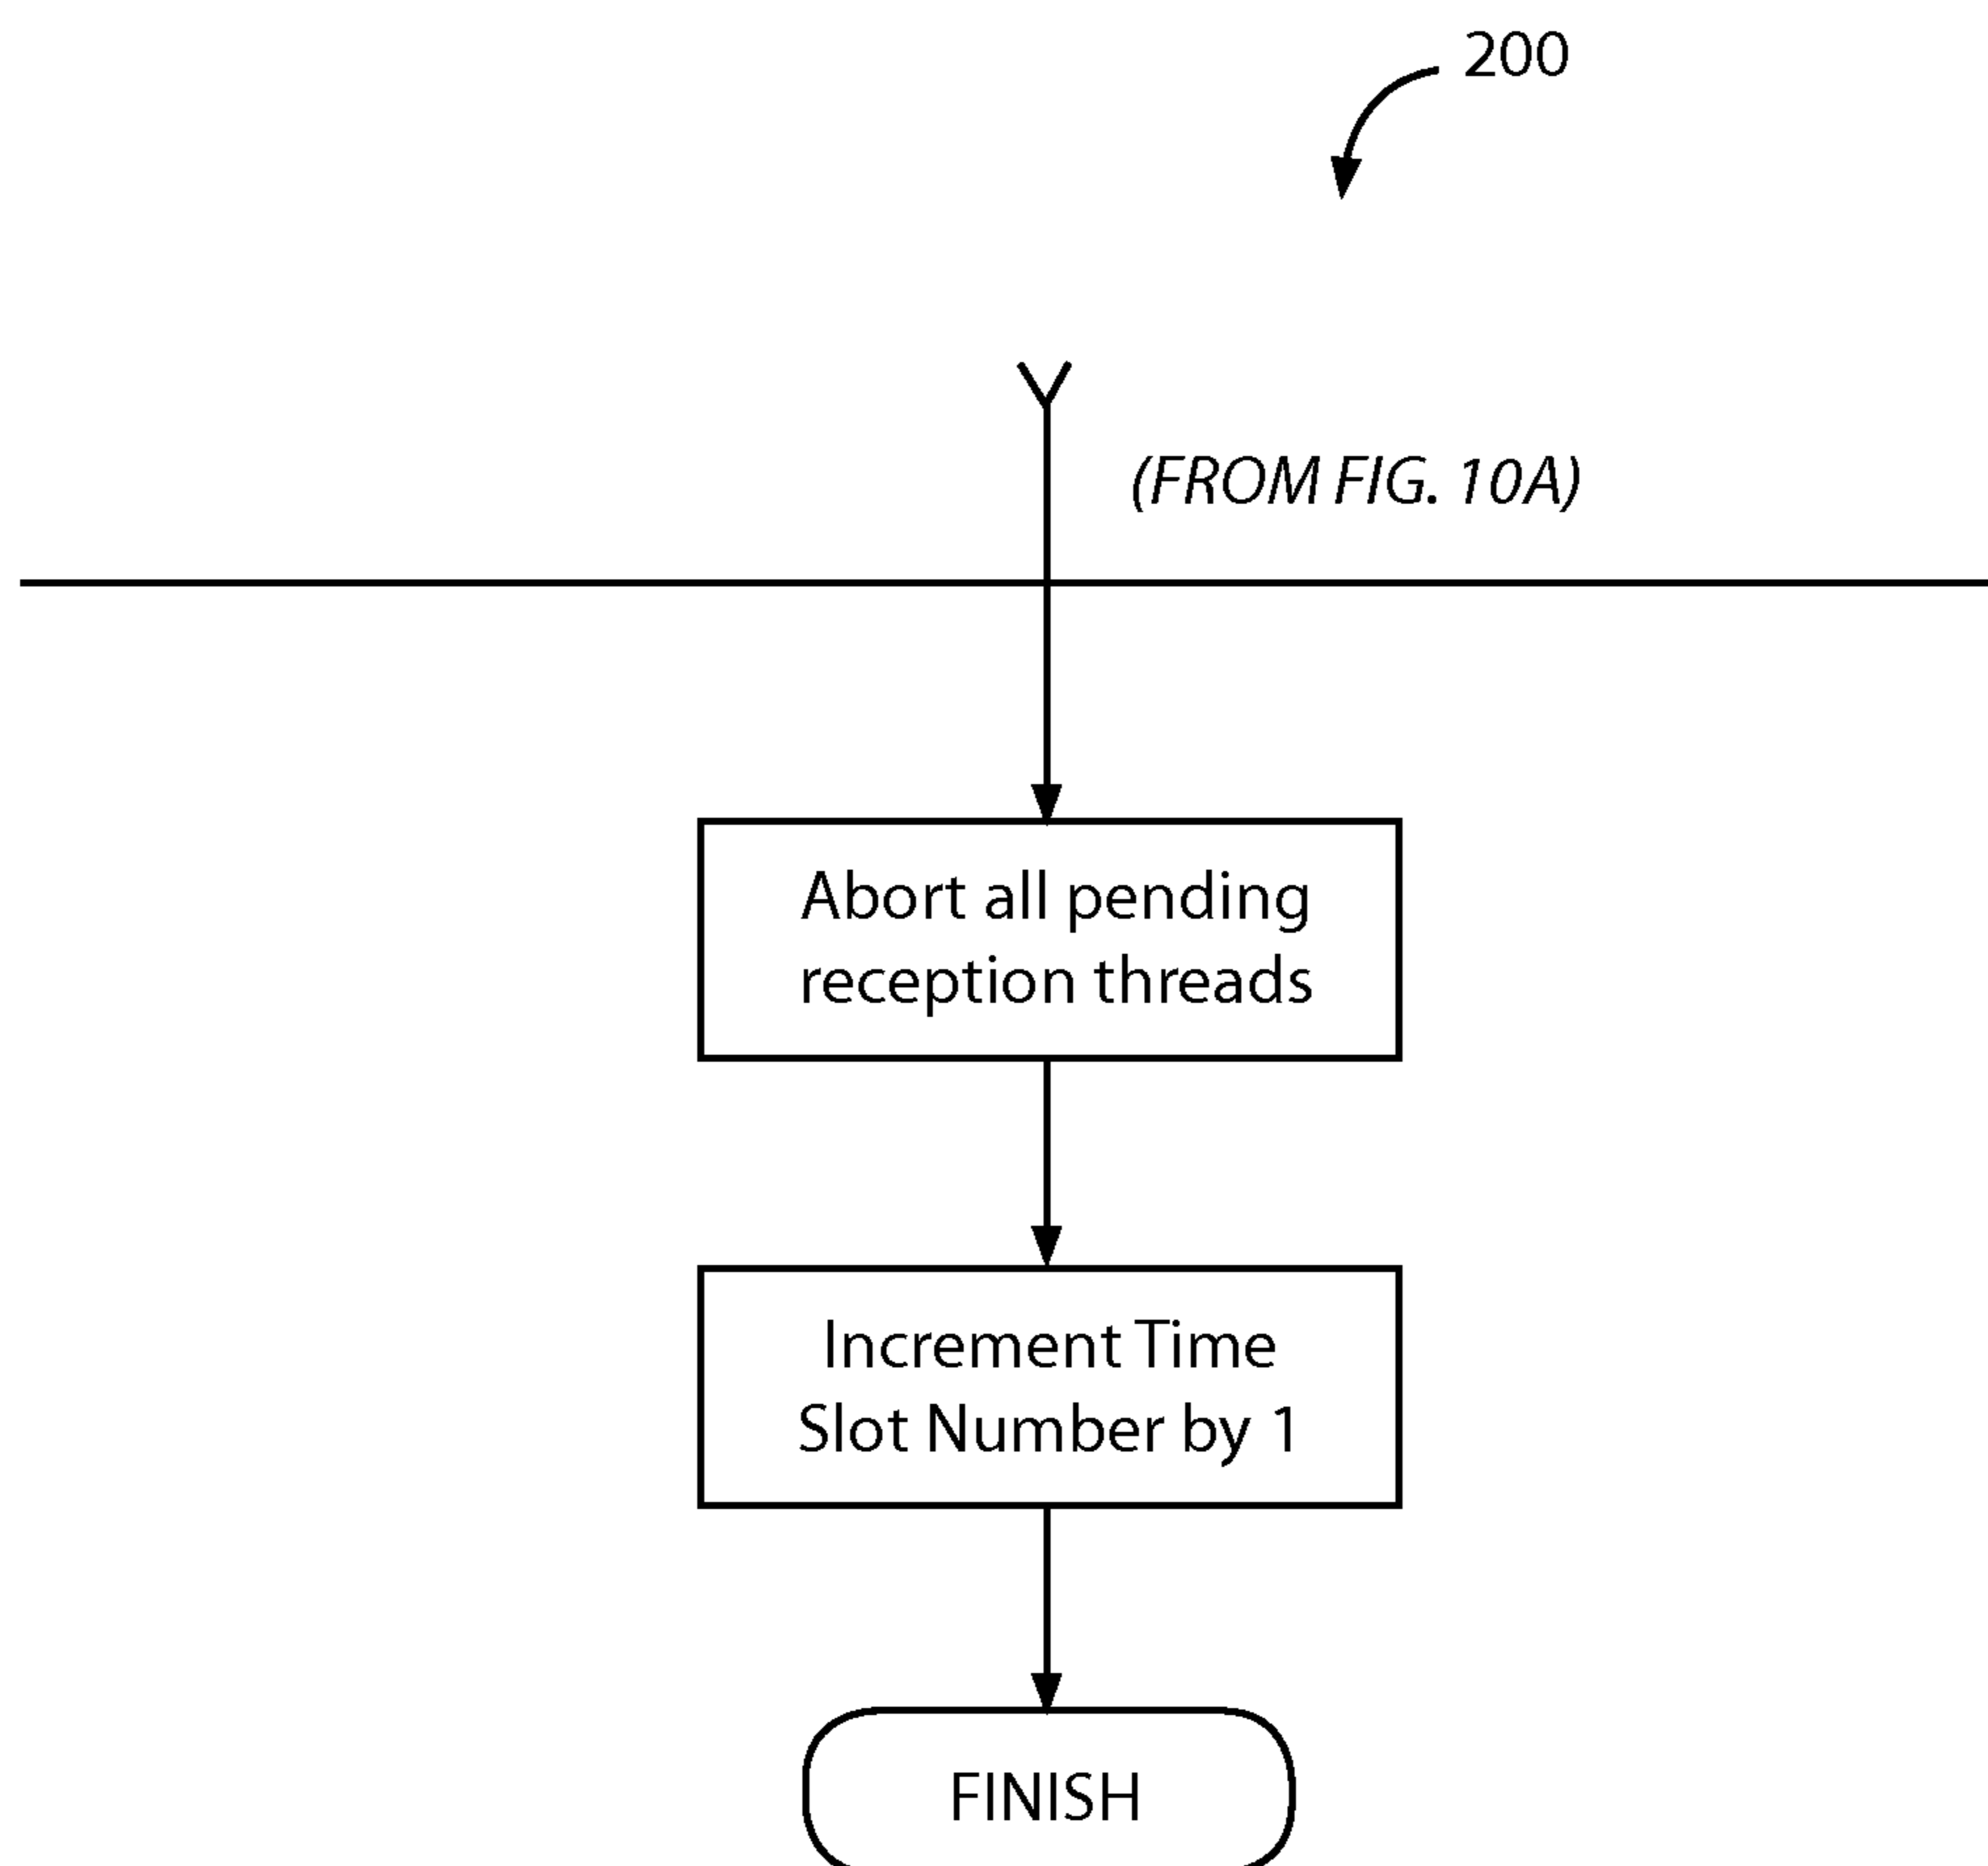 200
(FROM FIG. 10A)
Abort all pending
reception threads
Increment Time
Slot Number by 1
FINISH